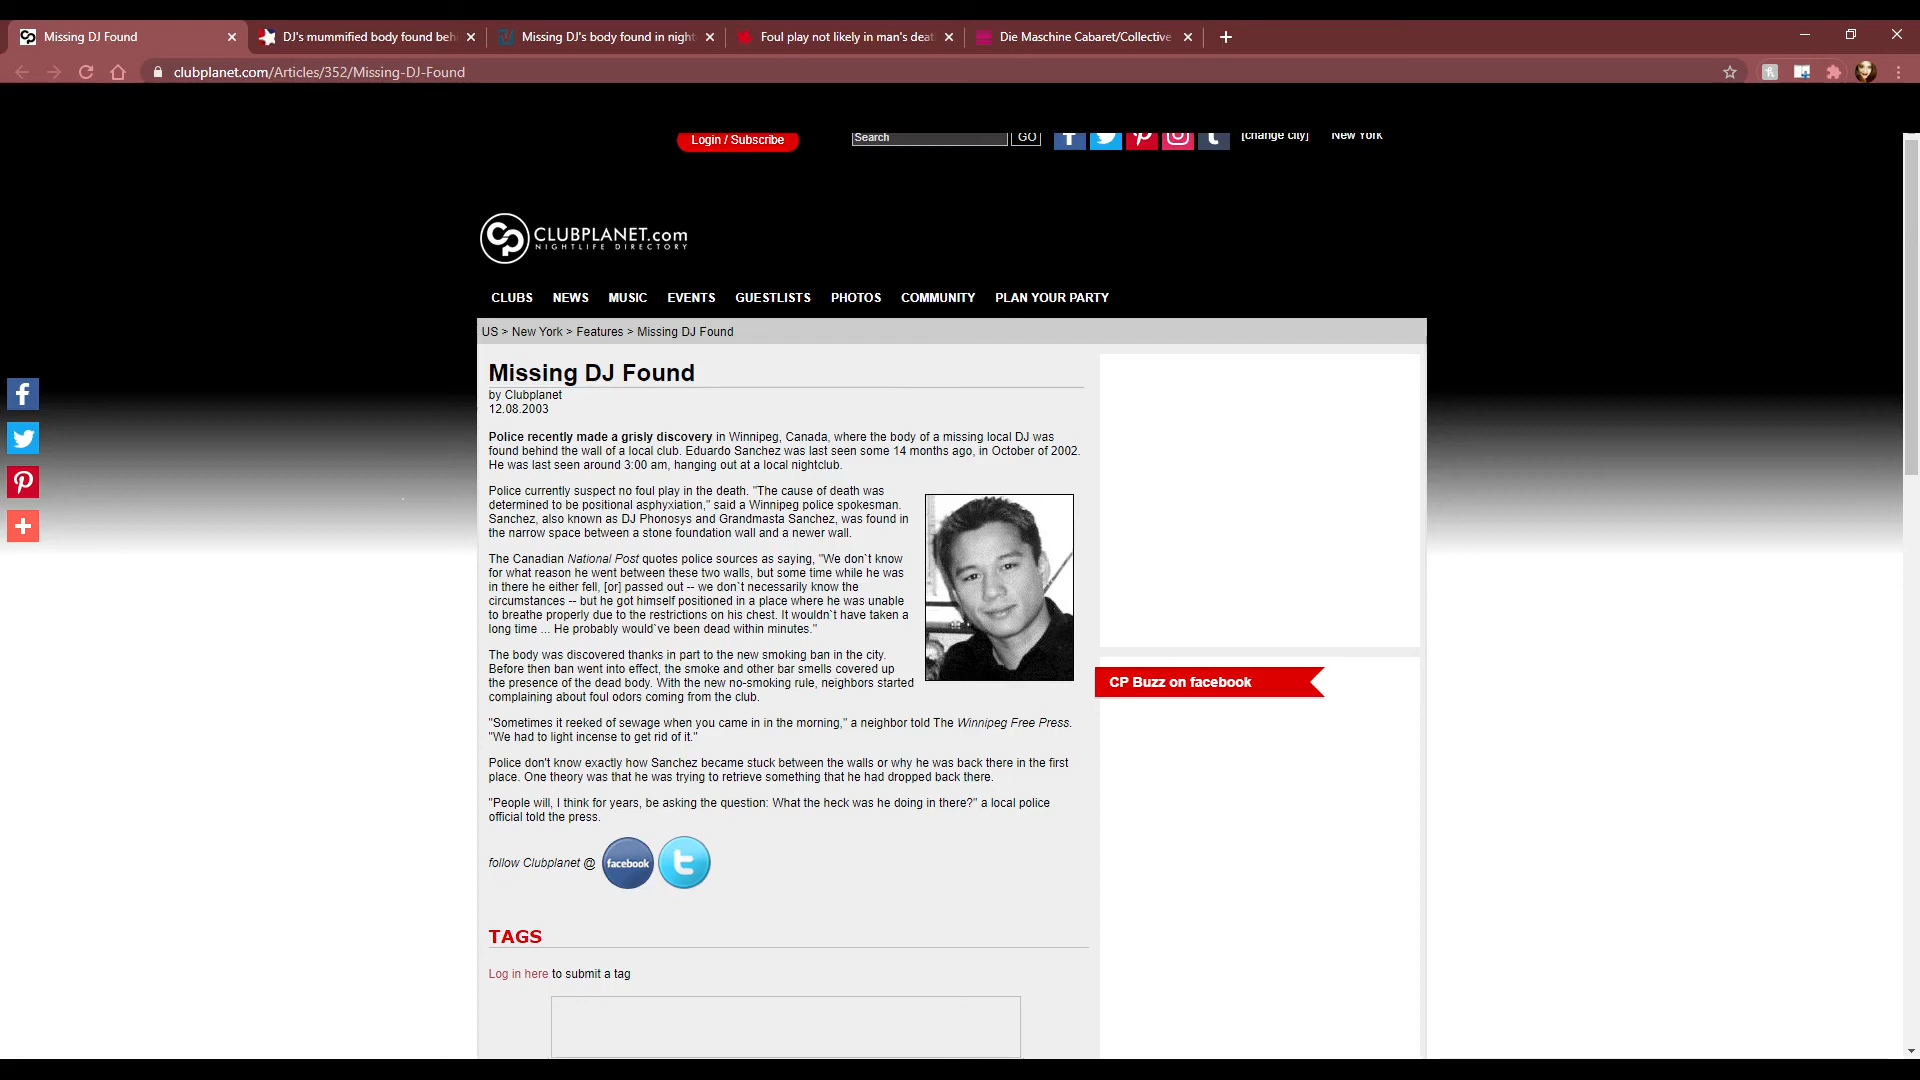 Missing DJ Found
DJ's mummified body found beh
Missing DJ's body found in night
Foul play not likely in man's deat
Die Maschine Cabaret/Collective
clubplanet.com/Articles/352/Missing-DJ-Found
Login / Subscribe
Search
GO
[change city]
New York
CLUBPLANET.com
NIGHTLIFE DIRECTORY
CLUBS NEWS MUSIC EVENTS GUESTLISTS PHOTOS COMMUNITY PLAN YOUR PARTY
US > New York > Features > Missing DJ Found
Missing DJ Found
by Clubplanet
12.08.2003
Police recently made a grisly discovery in Winnipeg, Canada, where the body of a missing local DJ was
found behind the wall of a local club. Eduardo Sanchez was last seen some 14 months ago, in October of 2002.
He was last seen around 3:00 am, hanging out at a local nightclub.
Police currently suspect no foul play in the death. "The cause of death was
determined to be positional asphyxiation," said a Winnipeg police spokesman.
Sanchez, also known as DJ Phonosys and Grandmasta Sanchez, was found in
the narrow space between a stone foundation wall and a newer wall.
The Canadian National Post quotes police sources as saying, "We don`t know
for what reason he went between these two walls, but some time while he was
in there he either fell, [or] passed out -- we don`t necessarily know the
circumstances -- but he got himself positioned in a place where he was unable
to breathe properly due to the restrictions on his chest. It wouldn`t have taken a
long time ... He probably would`ve been dead within minutes."
The body was discovered thanks in part to the new smoking ban in the city.
Before then ban went into effect, the smoke and other bar smells covered up
the presence of the dead body. With the new no-smoking rule, neighbors started
complaining about foul odors coming from the club.
"Sometimes it reeked of sewage when you came in in the morning," a neighbor told The Winnipeg Free Press.
"We had to light incense to get rid of it."
Police don't know exactly how Sanchez became stuck between the walls or why he was back there in the first
place. One theory was that he was trying to retrieve something that he had dropped back there.
"People will, I think for years, be asking the question: What the heck was he doing in there?" a local police
official told the press.
follow Clubplanet @
facebook
CP Buzz on facebook
TAGS
Log in here to submit a tag